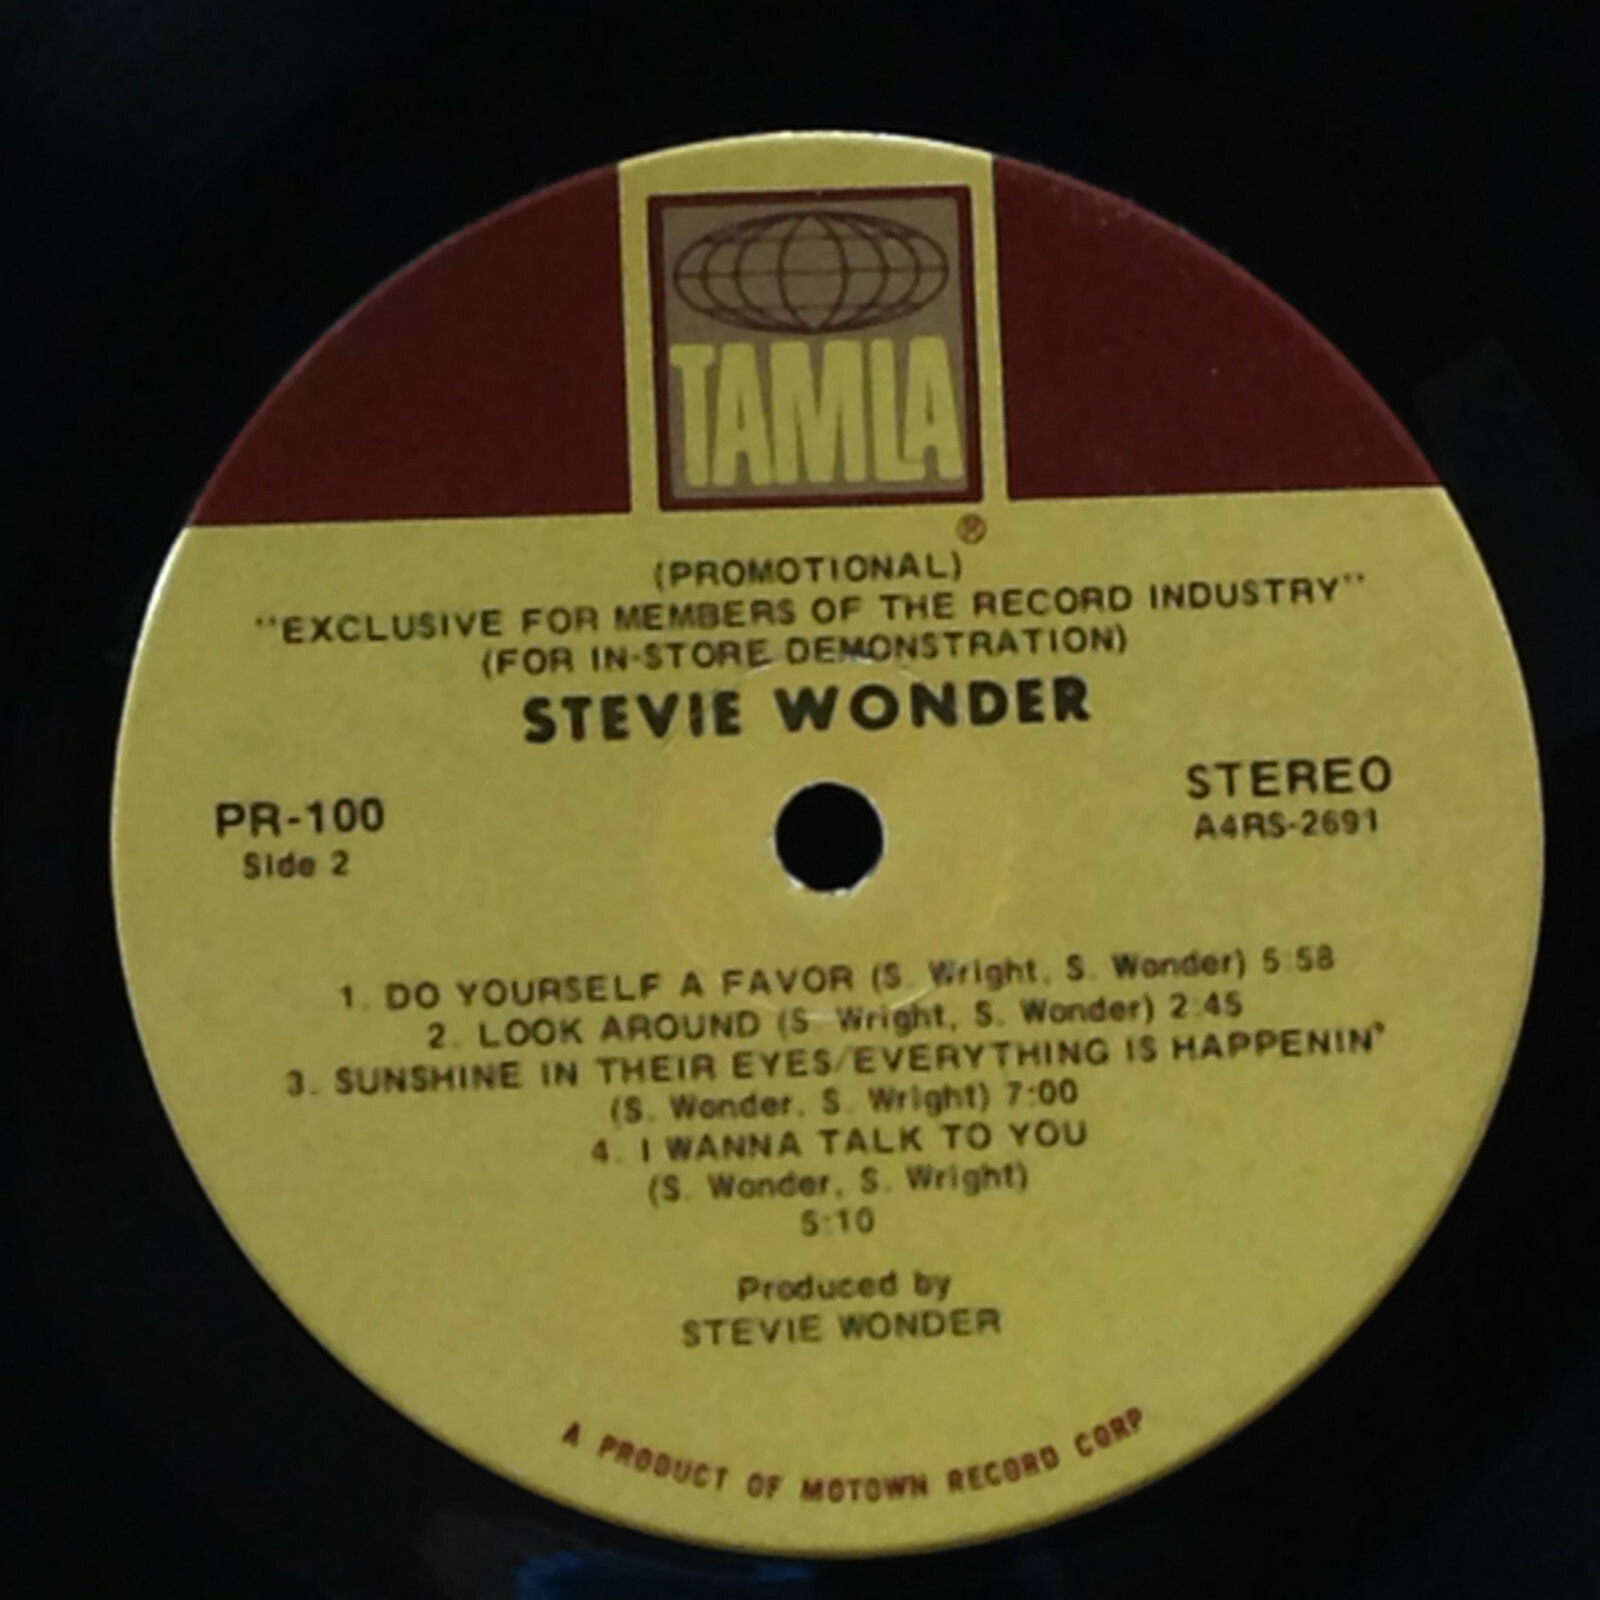 TAMLA
®
(PROMOTIONAL)
"EXCLUSIVE FOR MEMBERS OF THE RECORD INDUSTRY"
(FOR IN-STORE DEMONSTRATION)
STEVIE WONDER
PR-100
Side 2
STEREO
A4RS-2691
1. DO YOURSELF A FAVOR (S. Wright, S. Wonder) 5:58
2. LOOK AROUND (S. Wright, S. Wonder) 2:45
3. SUNSHINE IN THEIR EYES/EVERYTHING IS HAPPENIN'
(S. Wonder, S. Wright) 7:00
4. I WANNA TALK TO YOU
(S. Wonder, S. Wright)
5:10
Produced by
STEVIE WONDER
A PRODUCT OF MOTOWN RECORD CORP